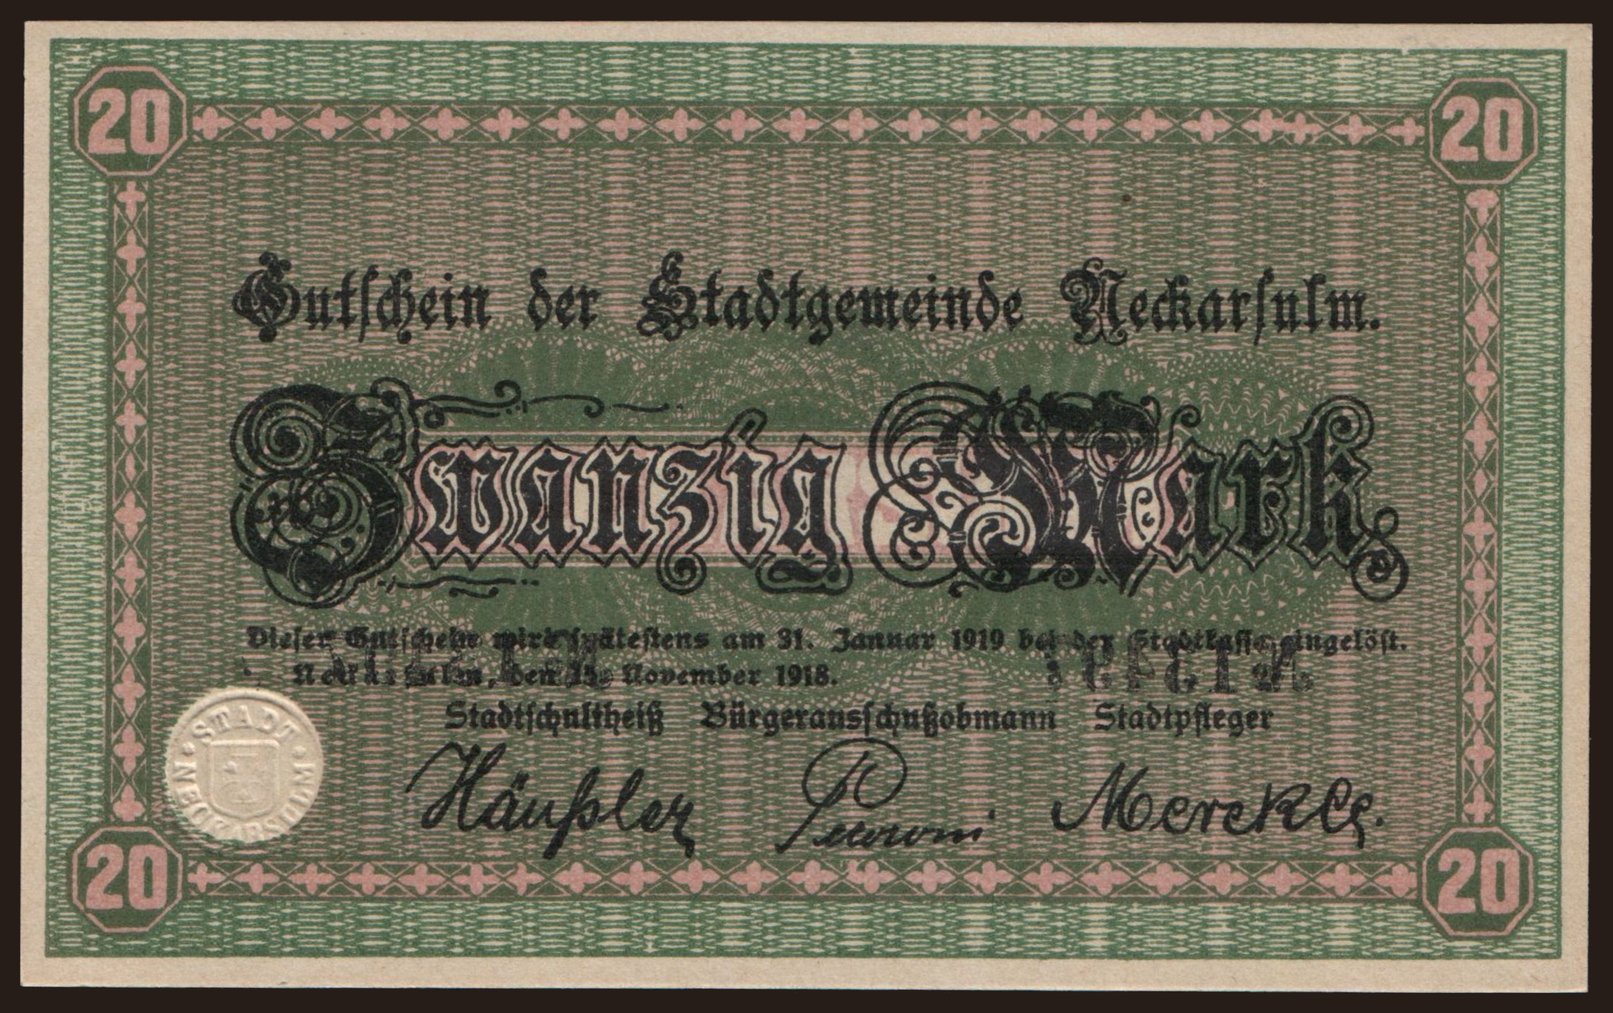 20 20
Gutschein der Stadtgemeinde Neckarsulm.
Zwanzig Mark
Dieser Gutschein wird spätestens am 31. Januar 1919 bei der Stadtkasse eingelöst.
Neckarsulm, den 15. November 1918.
Stadtschultheiß Bürgerausschußobmann Stadtpfleger
Häußler Merckle.
STADT NECKARSULM
20 20